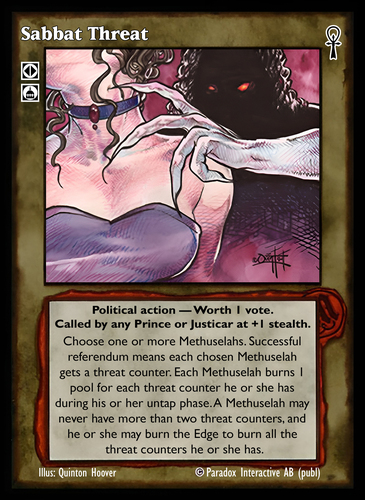 Sabbat Threat
Political action — Worth 1 vote.
Called by any Prince or Justicar at +1 stealth.
Choose one or more Methuselahs. Successful
referendum means each chosen Methuselah
gets a threat counter. Each Methuselah burns 1
pool for each threat counter he or she has
during his or her untap phase. A Methuselah may
never have more than two threat counters, and
he or she may burn the Edge to burn all the
threat counters he or she has.
Illus: Quinton Hoover © Paradox Interactive AB (publ)